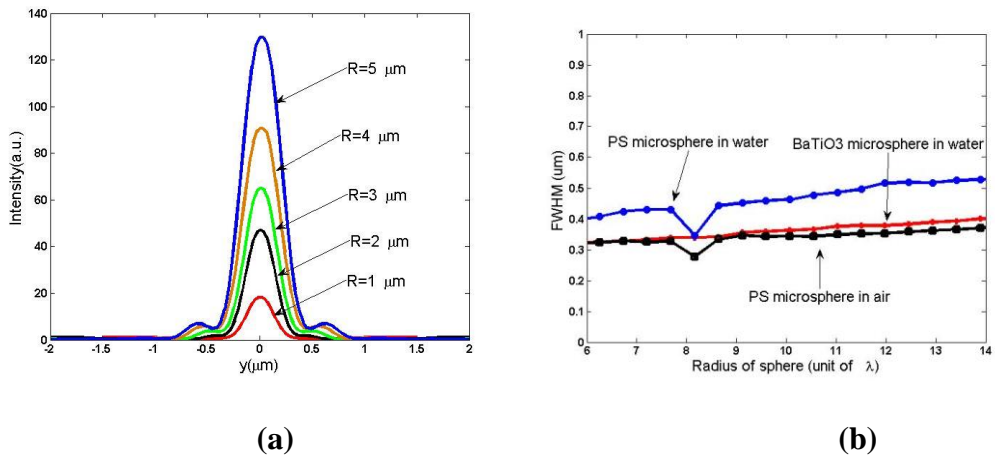 140
120
100
80
60
40
20
0
Intensity(a.u.)
R=5 μm
R=4 μm
R=3 μm
R=2 μm
R=1 μm
-2 -1.5 -1 -0.5 0 0.5 1 1.5 2
y(μm)
(a)
1
0.9
0.8
0.7
0.6
0.5
0.4
0.3
0.2
0.1
0
FWHM (um)
PS microsphere in water
BaTiO3 microsphere in water
PS microsphere in air
6 7 8 9 10 11 12 13 14
Radius of sphere (unit of λ)
(b)